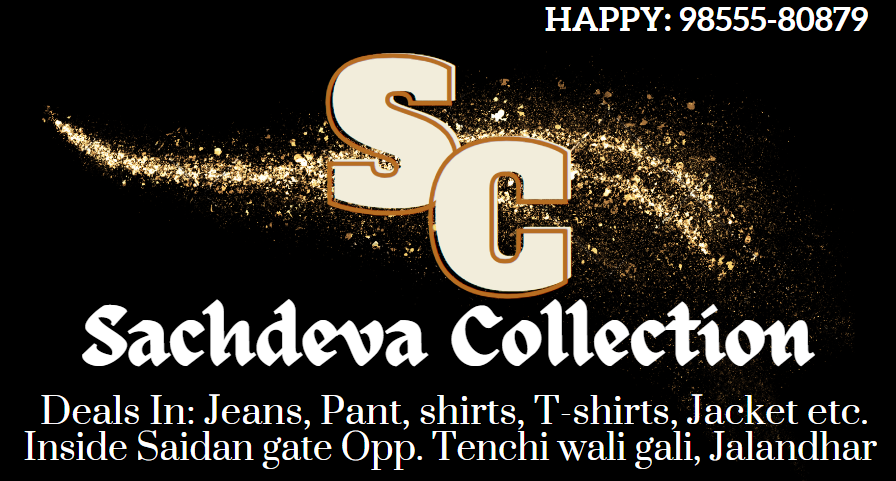 HAPPY: 98555-80879
SC
Sachdeva Collection
Deals In: Jeans, Pant, shirts, T-shirts, Jacket etc.
Inside Saidan gate Opp. Tenchi wali gali, Jalandhar